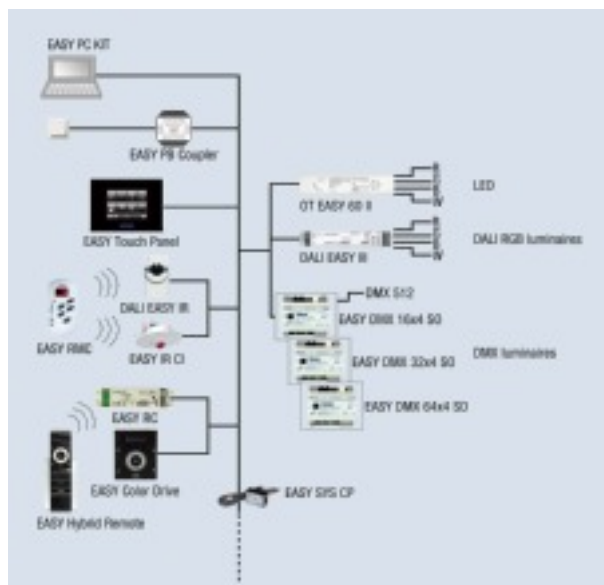 EASY PC KIT
EASY PB Coupler
EASY Touch Panel
DALI EASY IR
EASY RMC
EASY IR CI
EASY RC
EASY Color Drive
EASY Hybrid Remote
OT EASY 60 II
LED
DALI EASY III
DALI RGB luminaires
DMX 512
EASY DMX 16x4 SO
EASY DMX 32x4 SO
DMX luminaires
EASY DMX 64x4 SO
EASY SYS CP